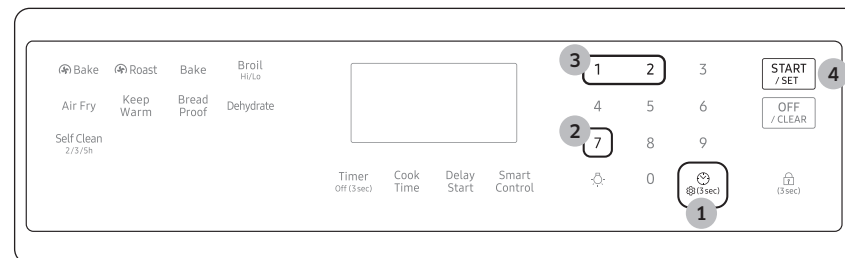 Bake Roast Bake Broil
Hi/Lo
Air Fry Keep Warm Bread Proof Dehydrate
Self Clean
2/3/5h
Timer
Off (3 sec)
Cook Time
Delay Start
Smart Control
3
1 2 3
4 5 6
2
7 8 9
0
(3 sec)
1
START
/ SET
4
OFF
/ CLEAR
(3 sec)